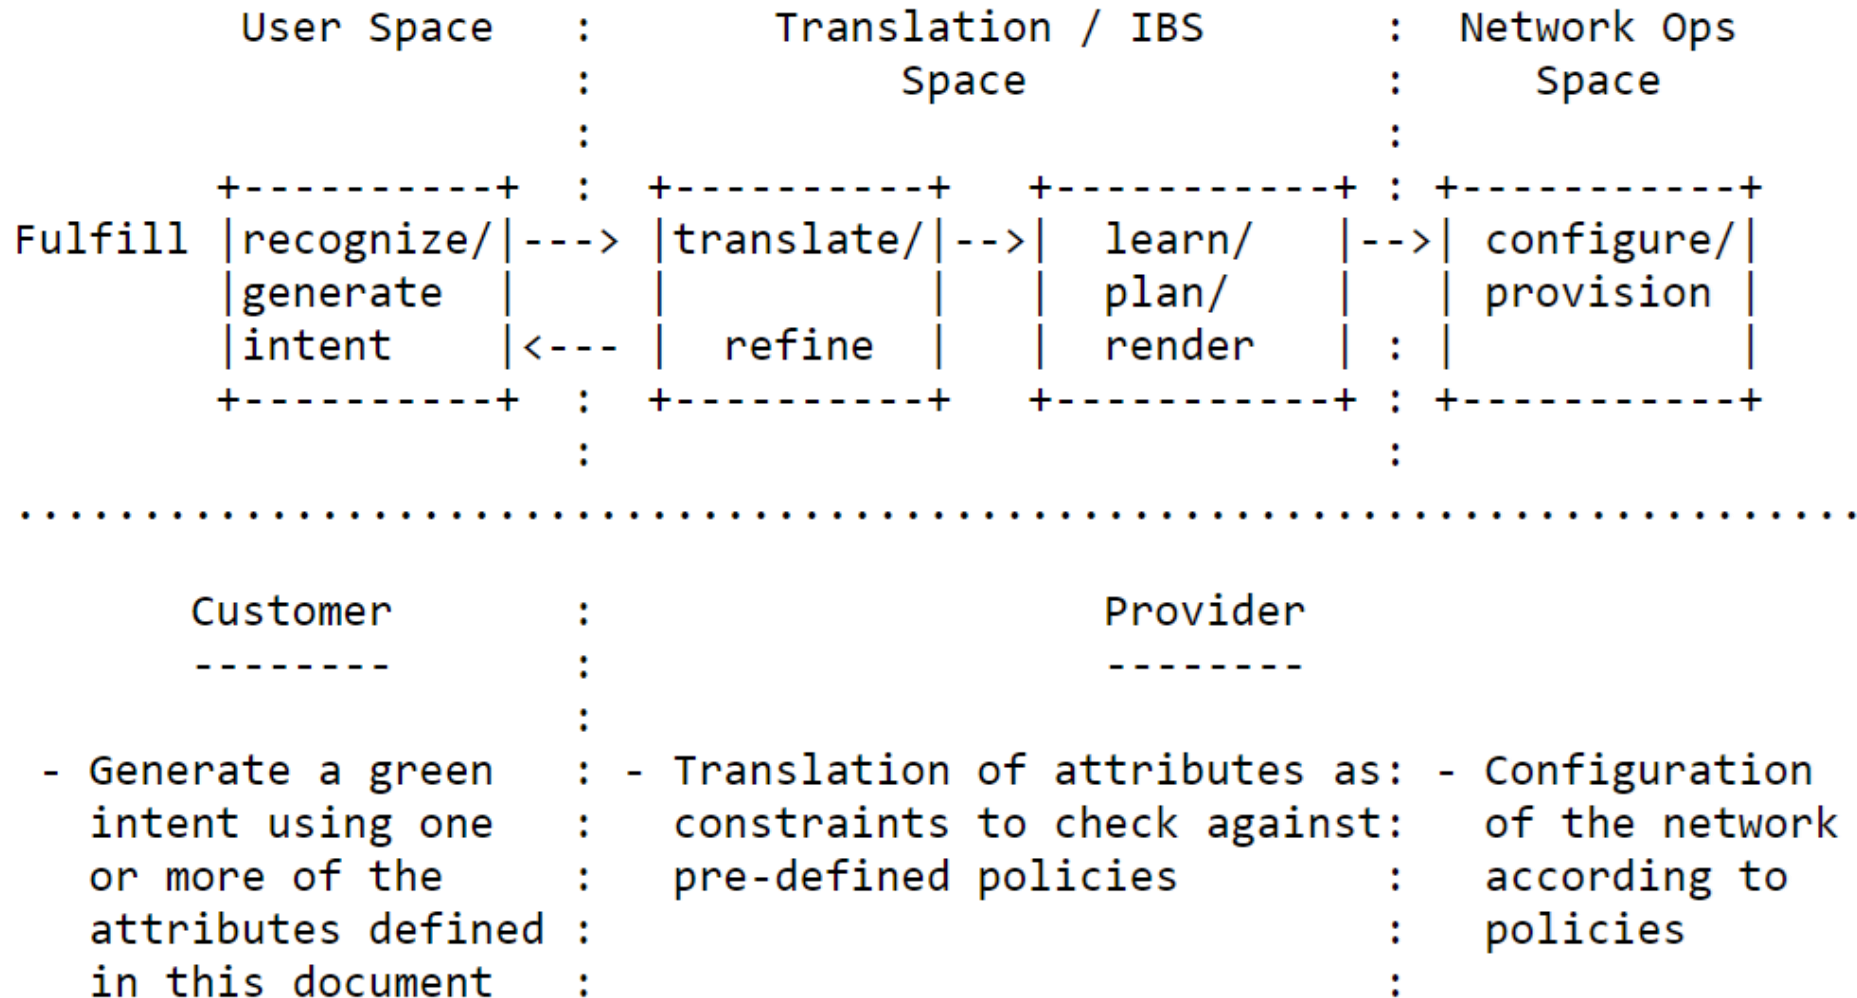 User Space   :       Translation / IBS       :  Network Ops
                      :            Space              :     Space
                      :                               :
        +----------+  :  +----------+   +-----------+ : +-----------+
Fulfill |recognize/|---> |translate/|-->|  learn/   |-->| configure/|
        |generate  |     |          |   |  plan/    |   | provision |
        |intent    |<--- |  refine  |   |  render   | : |           |
        +----------+  :  +----------+   +-----------+ : +-----------+
                      :                               :
.........................................................................
       Customer       :                    Provider
       --------       :                    --------
                      :
 - Generate a green   : - Translation of attributes as: - Configuration
   intent using one   :   constraints to check against:   of the network
   or more of the     :   pre-defined policies        :   according to
   attributes defined :                               :   policies
   in this document   :                               :